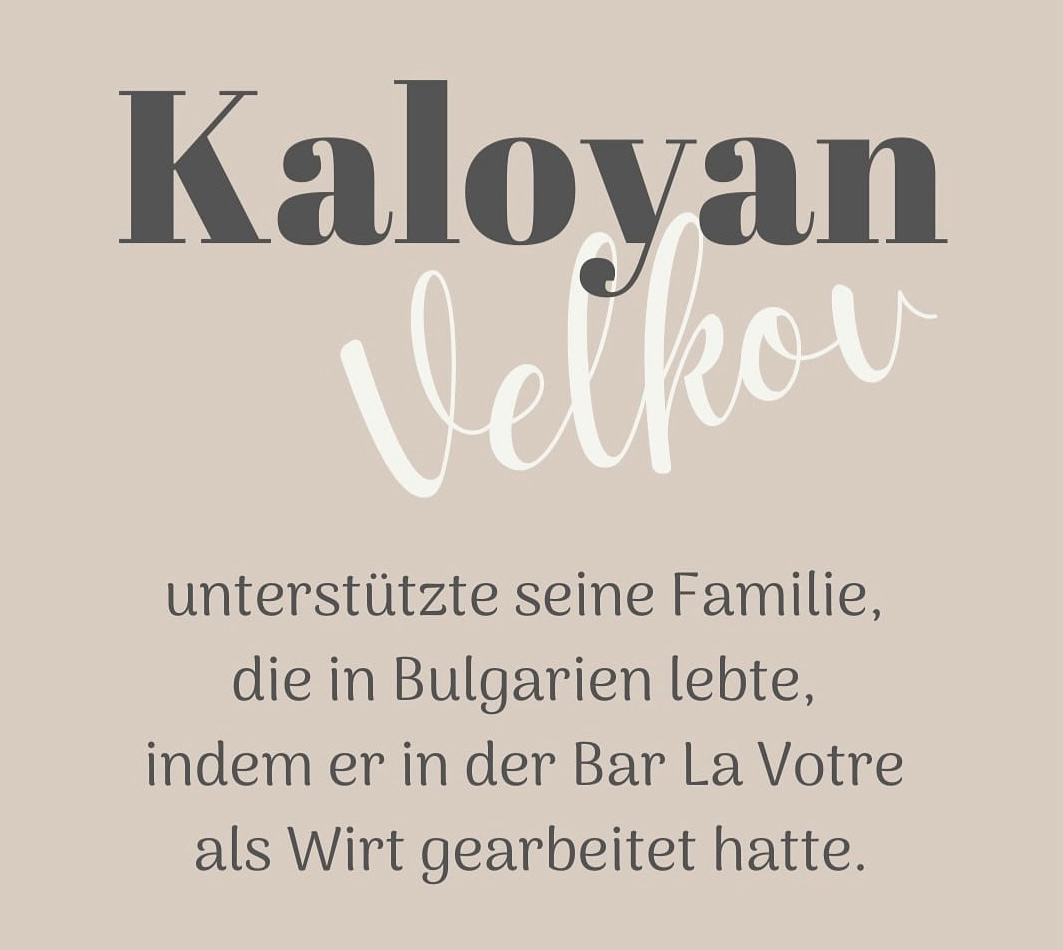 Kaloyan
Velkov
unterstützte seine Familie,
die in Bulgarien lebte,
indem er in der Bar La Votre
als Wirt gearbeitet hatte.